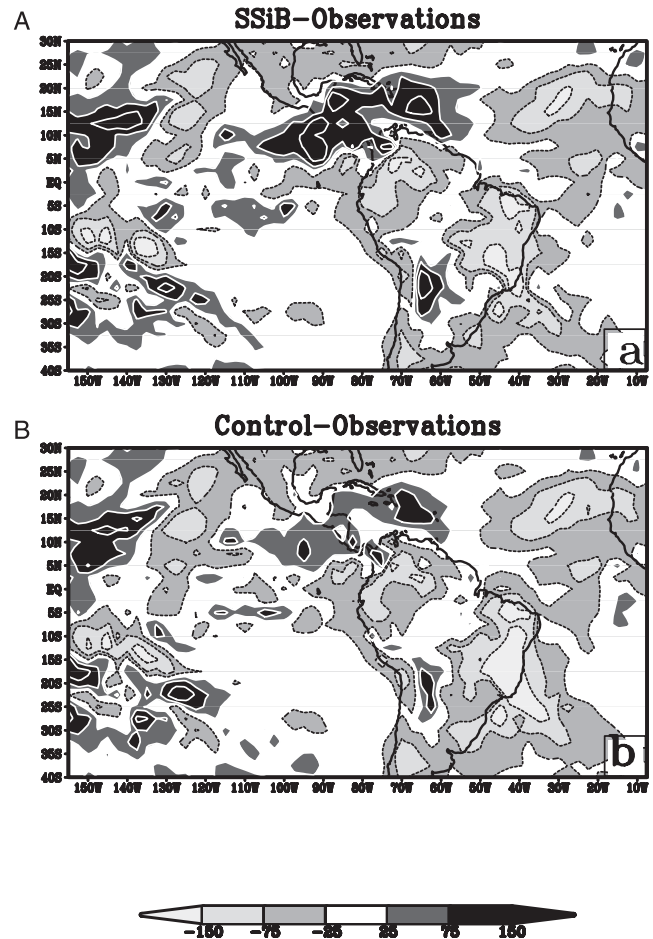 A
SSiB–Observations
30N
25N
20N
15N
10N
5N
EQ
5S
10S
15S
20S
25S
30S
35S
40S
150W 140W 130W 120W 110W 100W 90W 80W 70W 60W 50W 40W 30W 20W 10W
a
B
Control–Observations
30N
25N
20N
15N
10N
5N
EQ
5S
10S
15S
20S
25S
30S
35S
40S
150W 140W 130W 120W 110W 100W 90W 80W 70W 60W 50W 40W 30W 20W 10W
b
−150 −75 −25 25 75 150